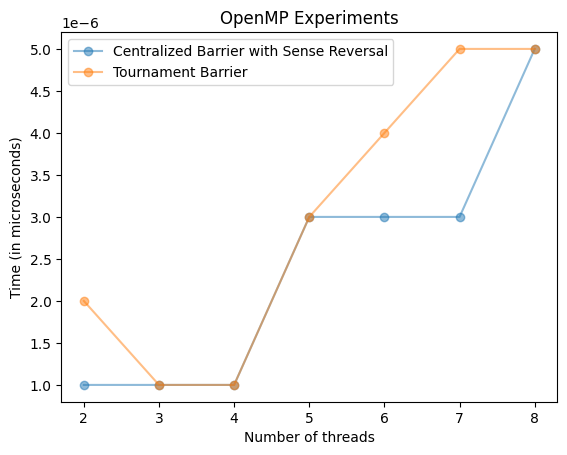 OpenMP Experiments
1e−6
Centralized Barrier with Sense Reversal
Tournament Barrier
5.0
4.5
4.0
3.5
3.0
2.5
2.0
1.5
1.0
Time (in microseconds)
2 3 4 5 6 7 8
Number of threads